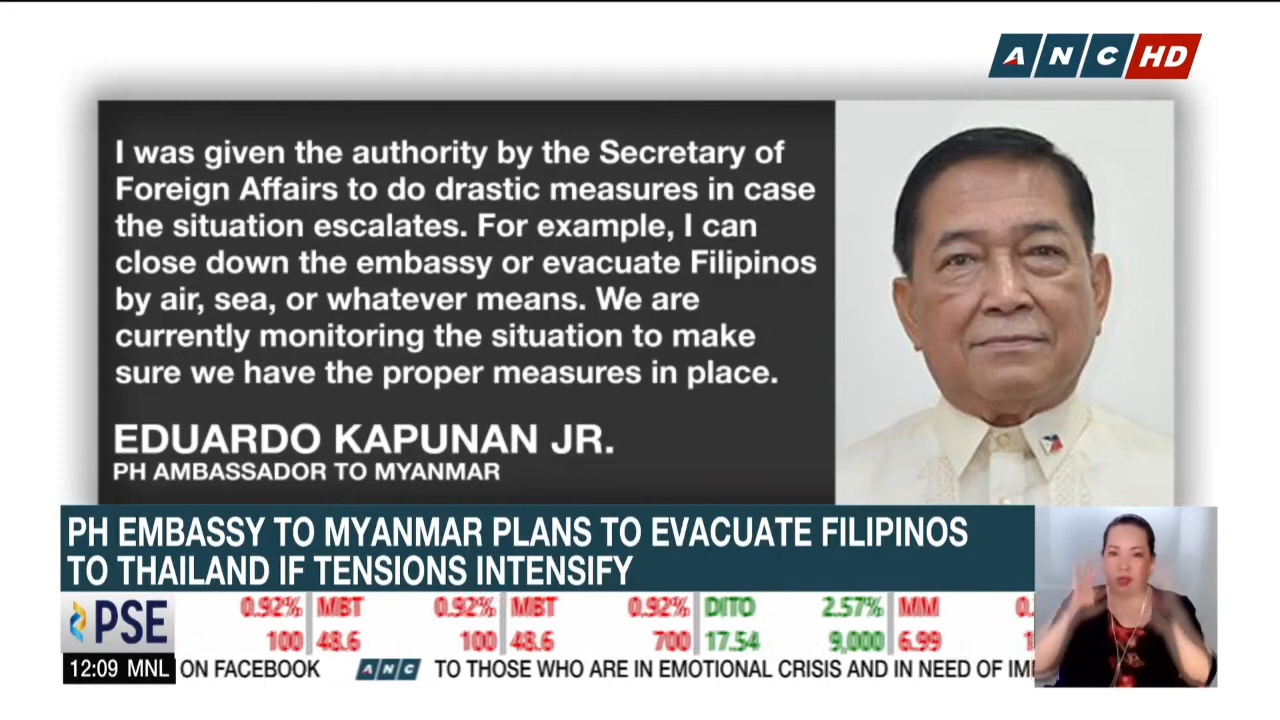 ANC HD
I was given the authority by the Secretary of
Foreign Affairs to do drastic measures in case
the situation escalates. For example, I can
close down the embassy or evacuate Filipinos
by air, sea, or whatever means. We are
currently monitoring the situation to make
sure we have the proper measures in place.
EDUARDO KAPUNAN JR.
PH AMBASSADOR TO MYANMAR
PH EMBASSY TO MYANMAR PLANS TO EVACUATE FILIPINOS
TO THAILAND IF TENSIONS INTENSIFY
PSE
0.92% MBT 0.92% MBT 0.92% DITO 2.57% MM
100 48.6 100 48.6 700 17.54 9,000 6.99
12:09 MNL ON FACEBOOK ANC TO THOSE WHO ARE IN EMOTIONAL CRISIS AND IN NEED OF